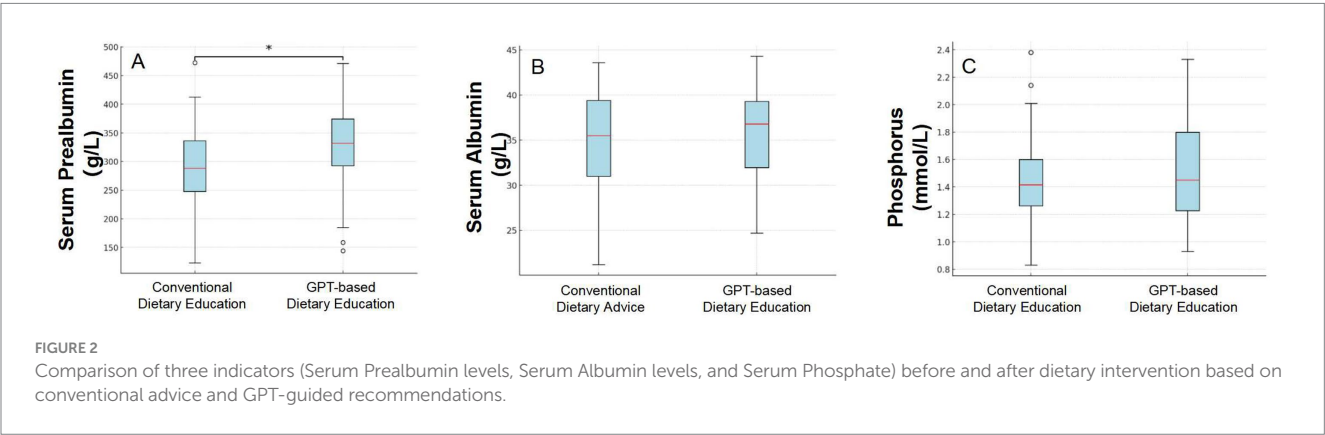 A
*
Serum Prealbumin
(g/L)
500
450
400
350
300
250
200
150
Conventional
Dietary Education
GPT-based
Dietary Education
B
Serum Albumin
(g/L)
45
40
35
30
25
Conventional
Dietary Advice
GPT-based
Dietary Education
C
Phosphorus
(mmol/L)
2.4
2.2
2.0
1.8
1.6
1.4
1.2
1.0
0.8
Conventional
Dietary Education
GPT-based
Dietary Education
FIGURE 2
Comparison of three indicators (Serum Prealbumin levels, Serum Albumin levels, and Serum Phosphate) before and after dietary intervention based on
conventional advice and GPT-guided recommendations.